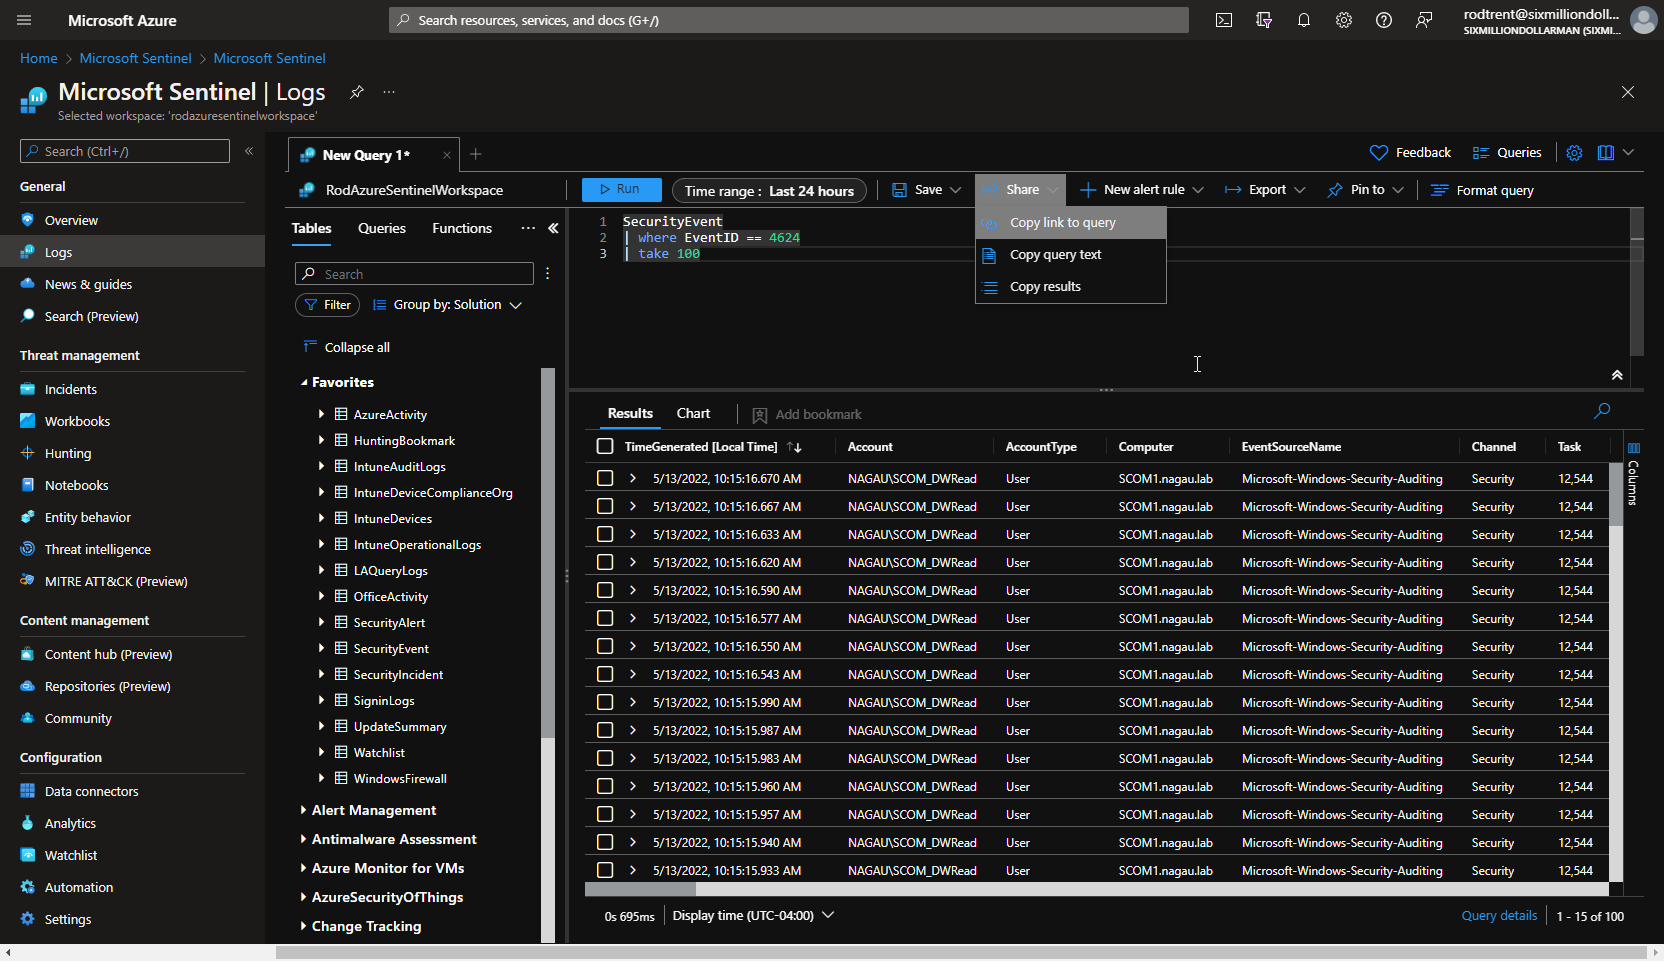 Microsoft Azure
Search resources, services, and docs (G+/)
rodtrent@sixmilliondoll...
SIXMILLIONDOLLARMAN (SIXMI...
Home > Microsoft Sentinel > Microsoft Sentinel
Microsoft Sentinel | Logs
Selected workspace: 'rodazuresentinelworkspace'
Search (Ctrl+/)
General
Overview
Logs
News & guides
Search (Preview)
Threat management
Incidents
Workbooks
Hunting
Notebooks
Entity behavior
Threat intelligence
MITRE ATT&CK (Preview)
Content management
Content hub (Preview)
Repositories (Preview)
Community
Configuration
Data connectors
Analytics
Watchlist
Automation
Settings
New Query 1*
Feedback
Queries
RodAzureSentinelWorkspace
Run
Time range : Last 24 hours
Save
Share
New alert rule
Export
Pin to
Format query
Copy link to query
Copy query text
Copy results
Tables
Queries
Functions
Search
Filter
Group by: Solution
Collapse all
Favorites
AzureActivity
HuntingBookmark
IntuneAuditLogs
IntuneDeviceComplianceOrg
IntuneDevices
IntuneOperationalLogs
LAQueryLogs
OfficeActivity
SecurityAlert
SecurityEvent
SecurityIncident
SigninLogs
UpdateSummary
Watchlist
WindowsFirewall
Alert Management
Antimalware Assessment
Azure Monitor for VMs
AzureSecurityOfThings
Change Tracking
1 SecurityEvent
2 | where EventID == 4624
3 | take 100
Results
Chart
Add bookmark
TimeGenerated [Local Time] Account AccountType Computer EventSourceName Channel Task
5/13/2022, 10:15:16.670 AM NAGAU\SCOM_DWRead User SCOM1.nagau.lab Microsoft-Windows-Security-Auditing Security 12,544
5/13/2022, 10:15:16.667 AM NAGAU\SCOM_DWRead User SCOM1.nagau.lab Microsoft-Windows-Security-Auditing Security 12,544
5/13/2022, 10:15:16.633 AM NAGAU\SCOM_DWRead User SCOM1.nagau.lab Microsoft-Windows-Security-Auditing Security 12,544
5/13/2022, 10:15:16.620 AM NAGAU\SCOM_DWRead User SCOM1.nagau.lab Microsoft-Windows-Security-Auditing Security 12,544
5/13/2022, 10:15:16.590 AM NAGAU\SCOM_DWRead User SCOM1.nagau.lab Microsoft-Windows-Security-Auditing Security 12,544
5/13/2022, 10:15:16.577 AM NAGAU\SCOM_DWRead User SCOM1.nagau.lab Microsoft-Windows-Security-Auditing Security 12,544
5/13/2022, 10:15:16.550 AM NAGAU\SCOM_DWRead User SCOM1.nagau.lab Microsoft-Windows-Security-Auditing Security 12,544
5/13/2022, 10:15:16.543 AM NAGAU\SCOM_DWRead User SCOM1.nagau.lab Microsoft-Windows-Security-Auditing Security 12,544
5/13/2022, 10:15:15.990 AM NAGAU\SCOM_DWRead User SCOM1.nagau.lab Microsoft-Windows-Security-Auditing Security 12,544
5/13/2022, 10:15:15.987 AM NAGAU\SCOM_DWRead User SCOM1.nagau.lab Microsoft-Windows-Security-Auditing Security 12,544
5/13/2022, 10:15:15.983 AM NAGAU\SCOM_DWRead User SCOM1.nagau.lab Microsoft-Windows-Security-Auditing Security 12,544
5/13/2022, 10:15:15.960 AM NAGAU\SCOM_DWRead User SCOM1.nagau.lab Microsoft-Windows-Security-Auditing Security 12,544
5/13/2022, 10:15:15.957 AM NAGAU\SCOM_DWRead User SCOM1.nagau.lab Microsoft-Windows-Security-Auditing Security 12,544
5/13/2022, 10:15:15.940 AM NAGAU\SCOM_DWRead User SCOM1.nagau.lab Microsoft-Windows-Security-Auditing Security 12,544
5/13/2022, 10:15:15.933 AM NAGAU\SCOM_DWRead User SCOM1.nagau.lab Microsoft-Windows-Security-Auditing Security 12,544
Columns
0s 695ms
Display time (UTC-04:00)
Query details
1 - 15 of 100